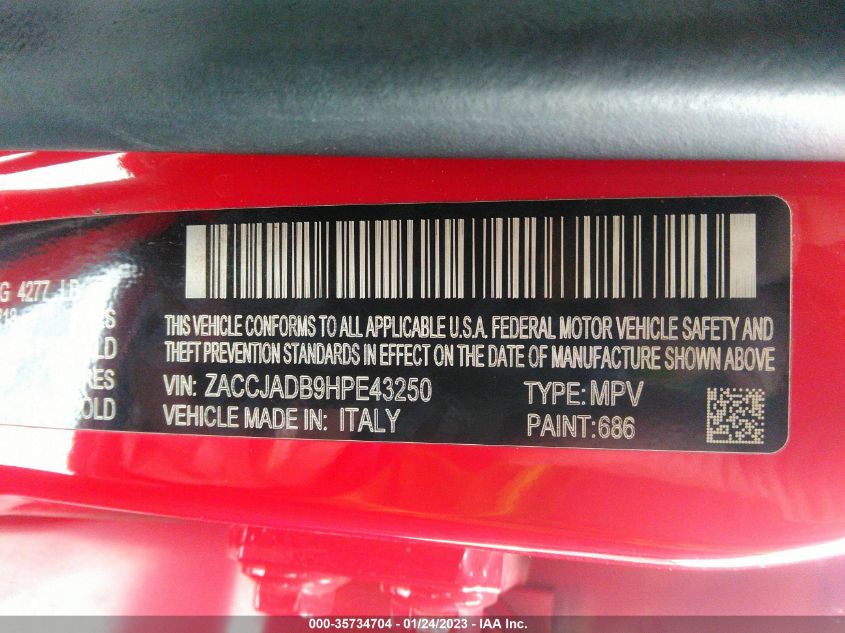 G 4277 LB
THIS VEHICLE CONFORMS TO ALL APPLICABLE U.S.A. FEDERAL MOTOR VEHICLE SAFETY AND
THEFT PREVENTION STANDARDS IN EFFECT ON THE DATE OF MANUFACTURE SHOWN ABOVE
VIN: ZACCJADB9HPE43250 TYPE: MPV
VEHICLE MADE IN: ITALY PAINT:686
000-35734704 - 01/24/2023 - IAA Inc.